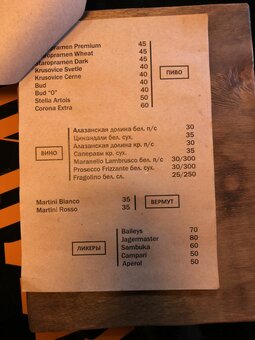 Staropramen Premium 45
Staropramen Wheat 45
Staropramen Dark 40
Krusovice Svetle 40
Krusovice Cerne 40
Bud 40
Bud "0" 40
Stella Artois 50
Corona Extra 60
ПИВО
Алазанская долина бел. п/с 30
Цинандали бел. сух. 35
Алазанская долина кр. п/с 30
Саперави кр. сух. 35
Maranello Lambrusco бел. п/с 30/300
Prosecco Frizzante бел. сух. 35/300
Fragolino бел. сл. 25/250
ВИНО
Martini Bianco 35
Martini Rosso 35
ВЕРМУТ
Baileys 70
Jagermaster 80
Sambuka 60
Campari 50
Aperol 50
ЛИКЕРЫ